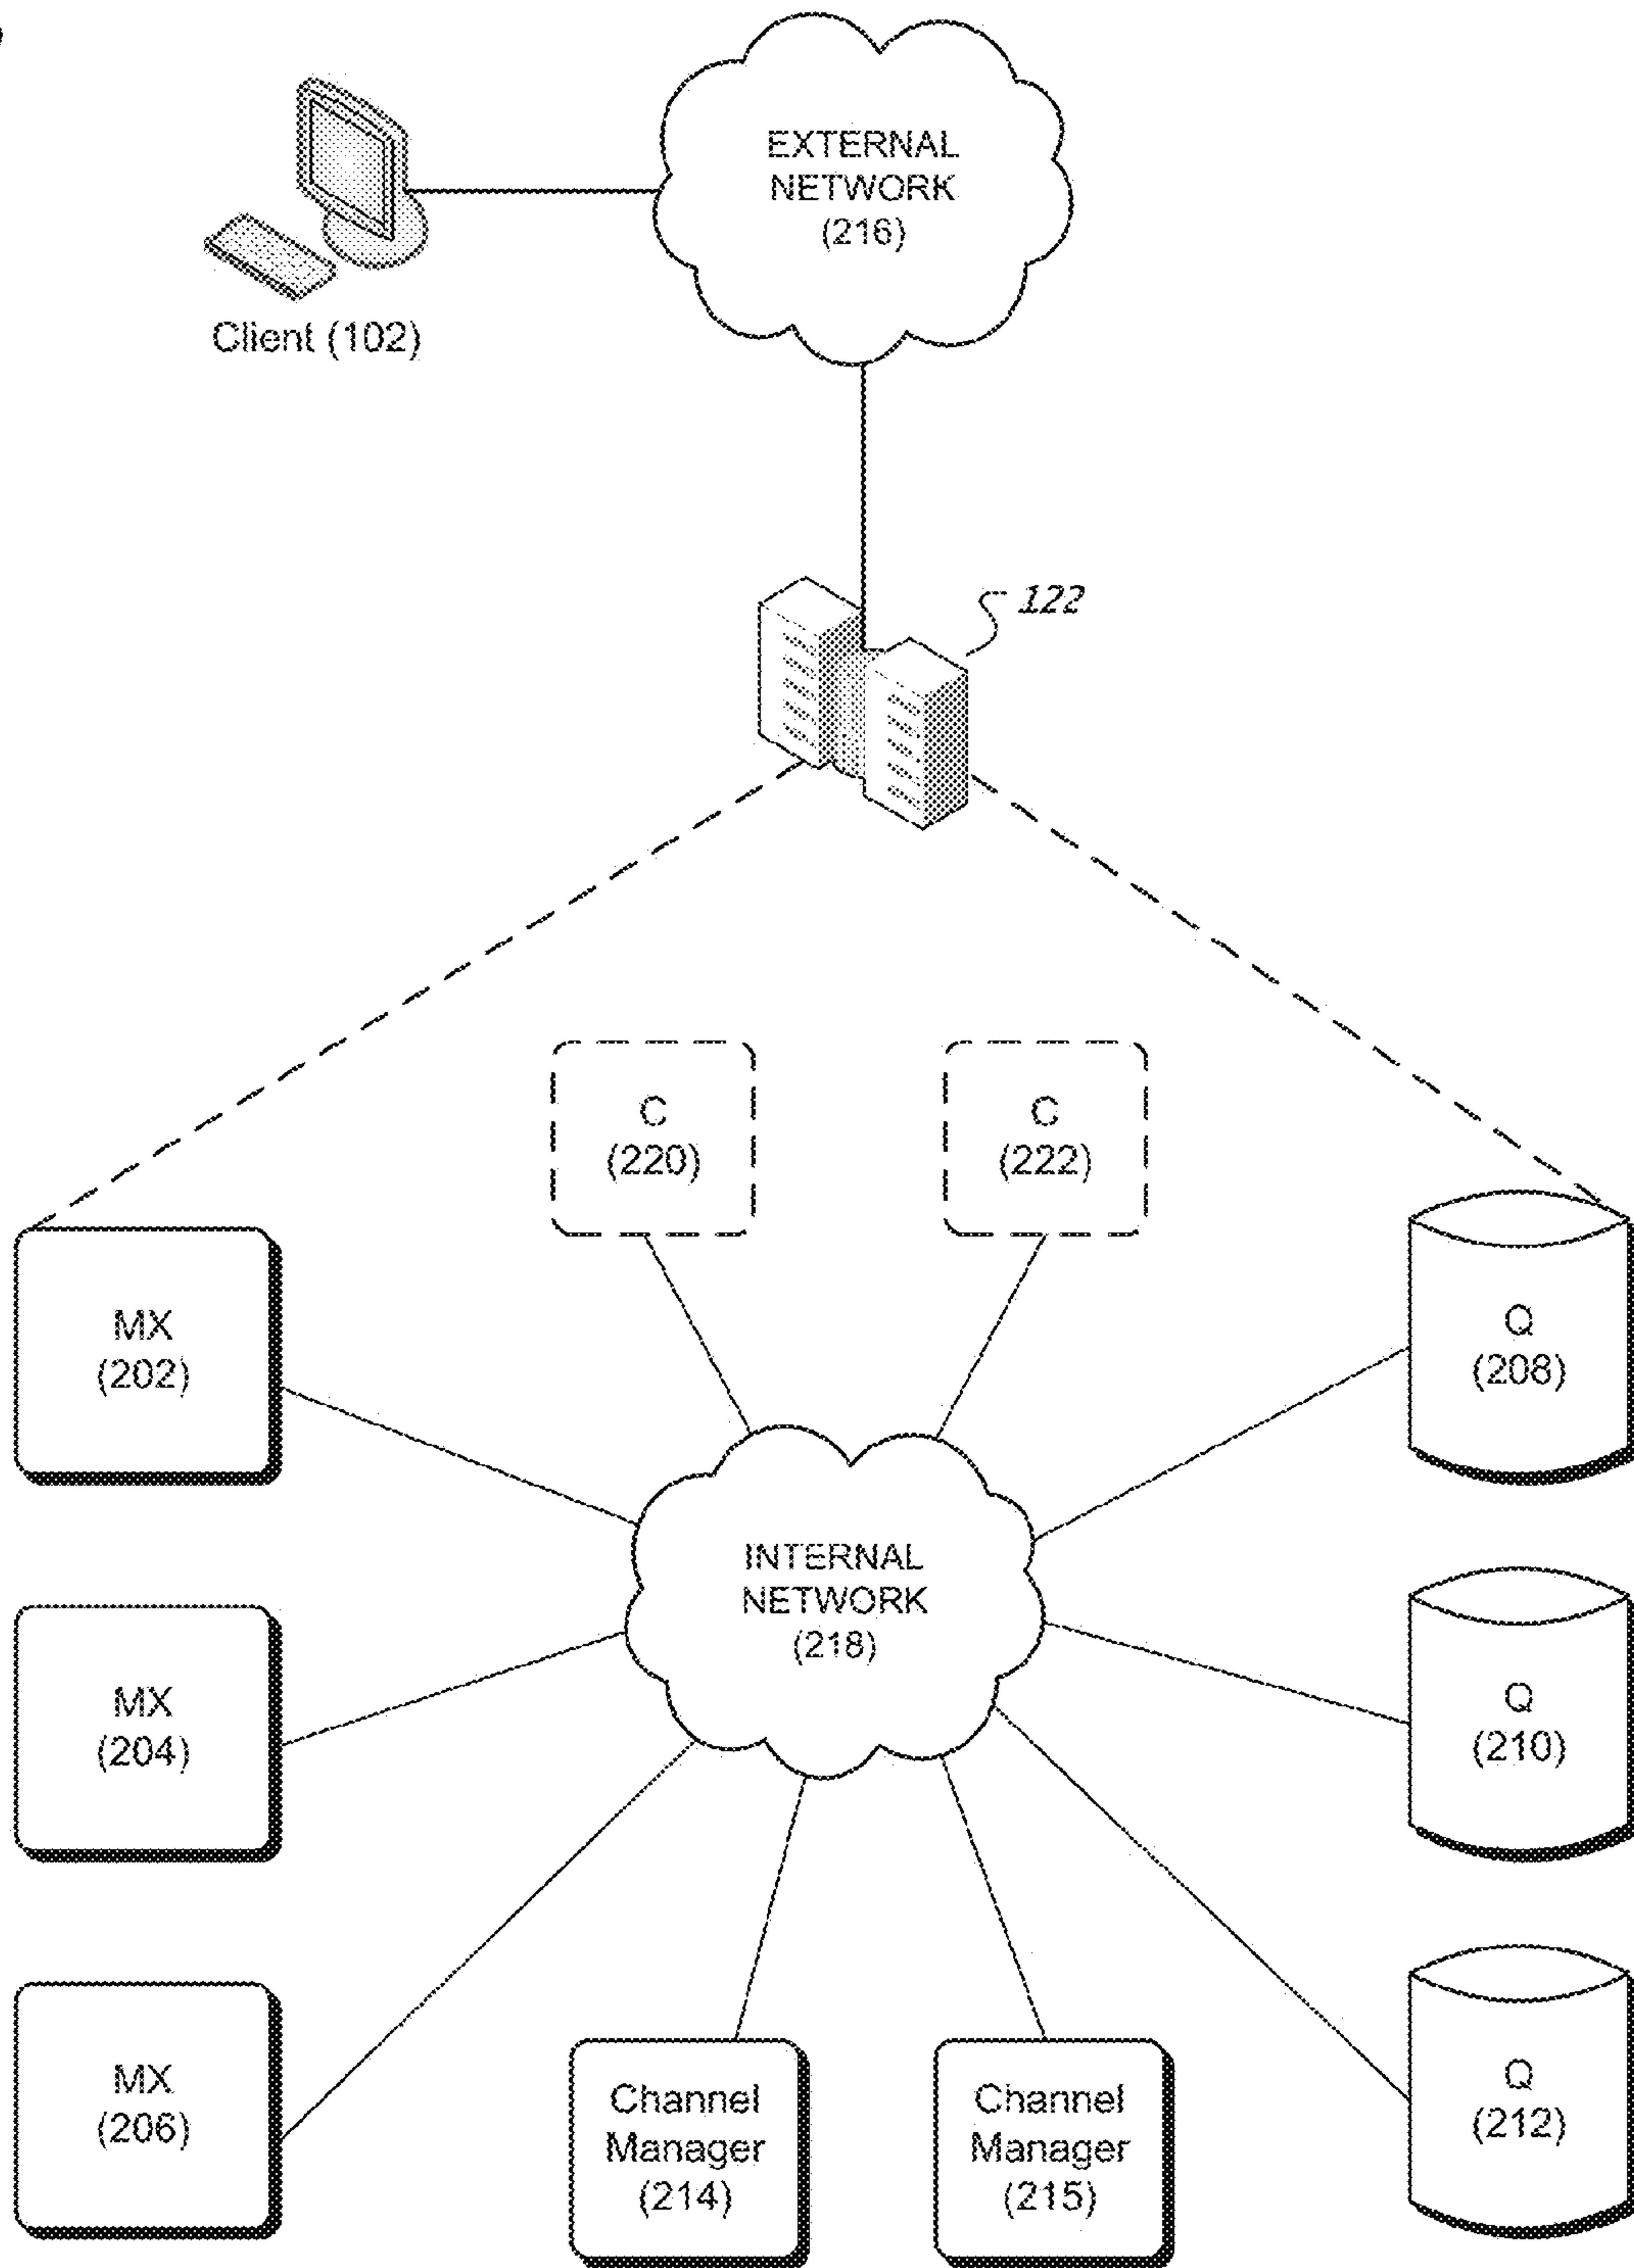 EXTERNAL
NETWORK
(216)
Client (102)
122
C
(220)
C
(222)
MX
(202)
Q
(208)
INTERNAL
NETWORK
(218)
MX
(204)
Q
(210)
MX
(206)
Channel
Manager
(214)
Channel
Manager
(215)
Q
(212)